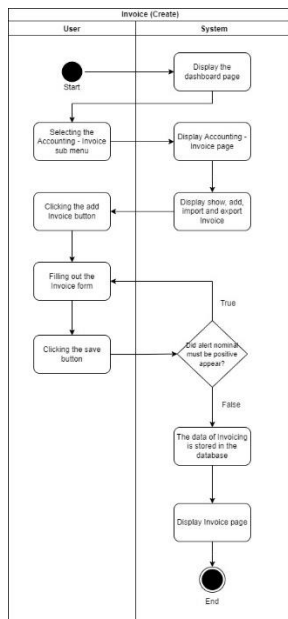 Invoice (Create)
User
System
Start
Display the
dashboard page
Selecting the
Accounting - Invoice
sub menu
Display Accounting -
Invoice page
Clicking the add
Invoice button
Display show, add,
import and export
Invoice
Filling out the
Invoice form
True
Clicking the save
button
Did alert nominal
must be positive
appear?
False
The data of Invoicing
is stored in the
database
Display Invoice page
End